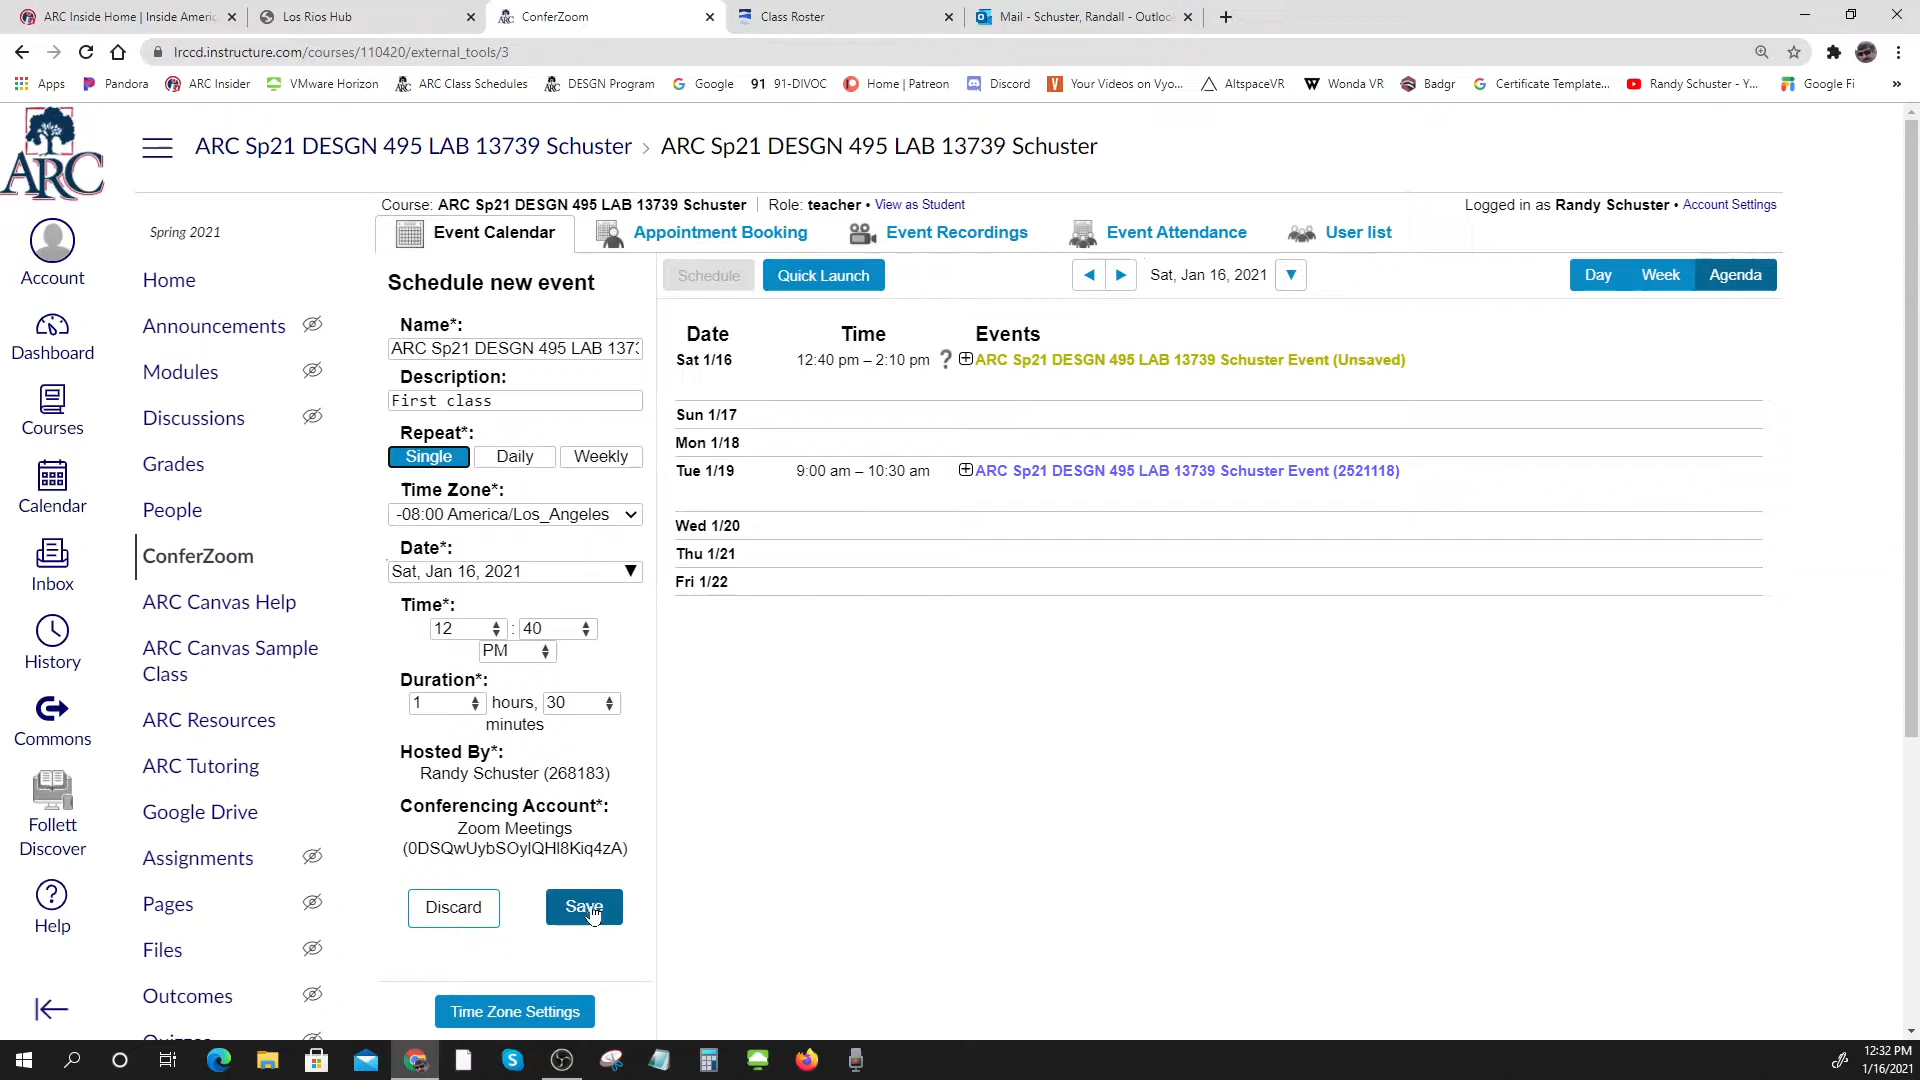 ARC Inside Home | Inside Americ
Los Rios Hub
ConferZoom
Class Roster
Mail - Schuster, Randall - Outloo
lrccd.instructure.com/courses/110420/external_tools/3
Apps
Pandora
ARC Insider
VMware Horizon
ARC Class Schedules
DESGN Program
Google
91 91-DIVOC
Home | Patreon
Discord
Your Videos on Vyo...
AltspaceVR
Wonda VR
Badgr
Certificate Template...
Randy Schuster - Y...
Google Fi
»
ARC
ARC Sp21 DESGN 495 LAB 13739 Schuster › ARC Sp21 DESGN 495 LAB 13739 Schuster
Account
Dashboard
Courses
Calendar
Inbox
History
Commons
Follett
Discover
Help
Spring 2021
Home
Announcements
Modules
Discussions
Grades
People
ConferZoom
ARC Canvas Help
ARC Canvas Sample
Class
ARC Resources
ARC Tutoring
Google Drive
Assignments
Pages
Files
Outcomes
Quizzes
Course: ARC Sp21 DESGN 495 LAB 13739 Schuster | Role: teacher • View as Student
Logged in as Randy Schuster • Account Settings
Event Calendar
Appointment Booking
Event Recordings
Event Attendance
User list
Schedule new event
Name*:
ARC Sp21 DESGN 495 LAB 1373
Description:
First class
Repeat*:
Single Daily Weekly
Time Zone*:
-08:00 America/Los_Angeles
Date*:
Sat, Jan 16, 2021
Time*:
12 : 40
PM
Duration*:
1 hours, 30
minutes
Hosted By*:
Randy Schuster (268183)
Conferencing Account*:
Zoom Meetings
(0DSQwUybSOylQHl8Kiq4zA)
Discard
Save
Time Zone Settings
Schedule
Quick Launch
Sat, Jan 16, 2021
Day Week Agenda
Date Time Events
Sat 1/16 12:40 pm – 2:10 pm ? ARC Sp21 DESGN 495 LAB 13739 Schuster Event (Unsaved)
Sun 1/17
Mon 1/18
Tue 1/19 9:00 am – 10:30 am ARC Sp21 DESGN 495 LAB 13739 Schuster Event (2521118)
Wed 1/20
Thu 1/21
Fri 1/22
12:32 PM
1/16/2021